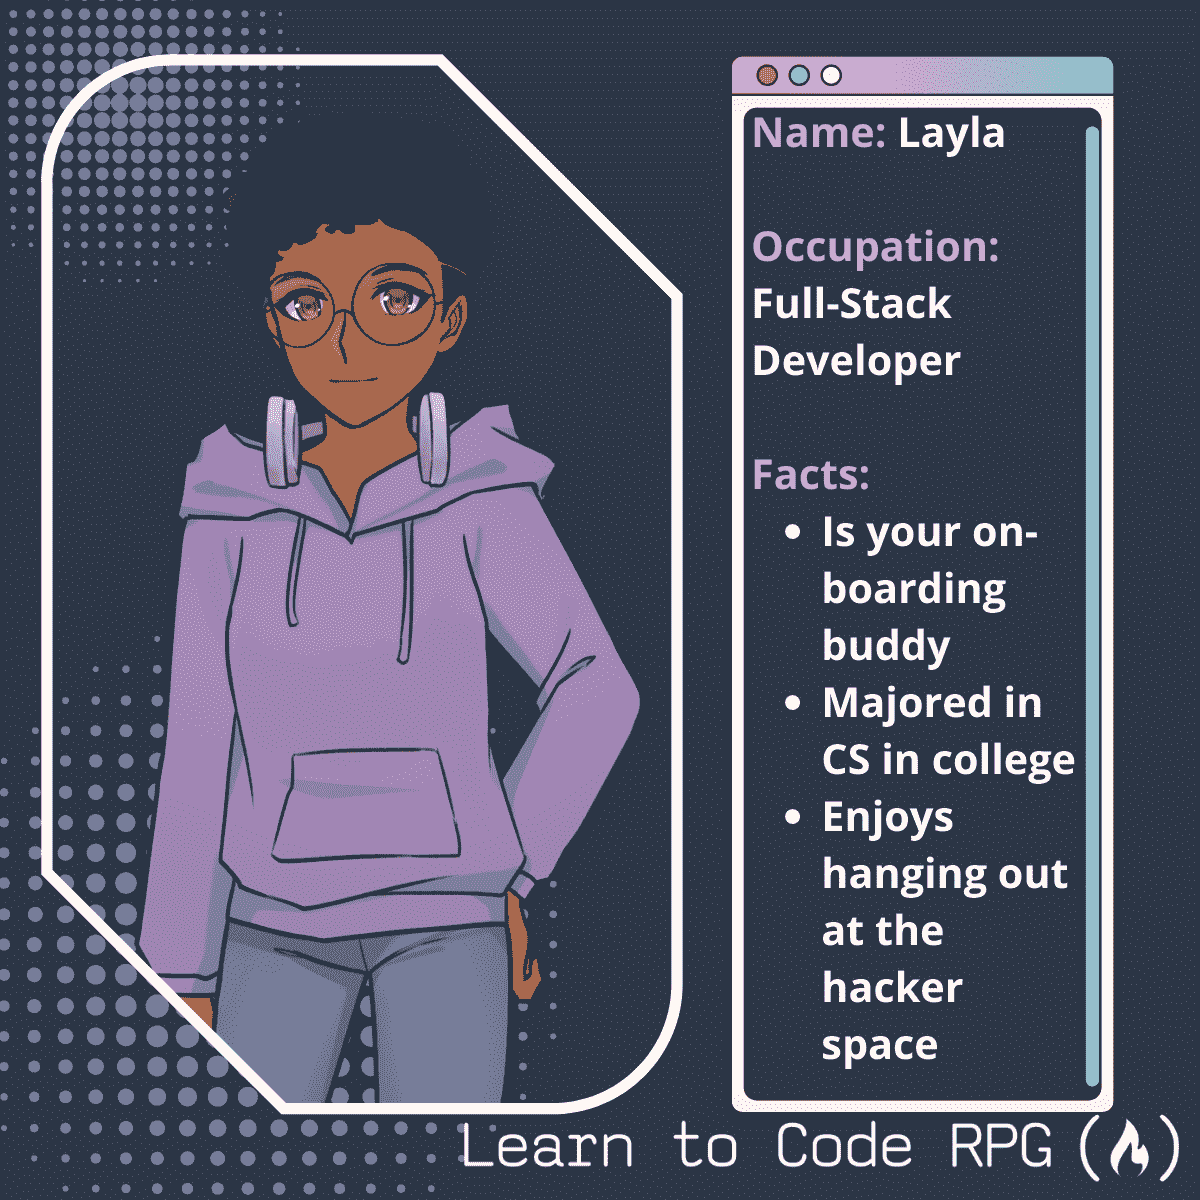 Name: Layla
Occupation:
Full-Stack
Developer
Facts:
• Is your on-
boarding
buddy
• Majored in
CS in college
• Enjoys
hanging out
at the
hacker
space
Learn to Code RPG